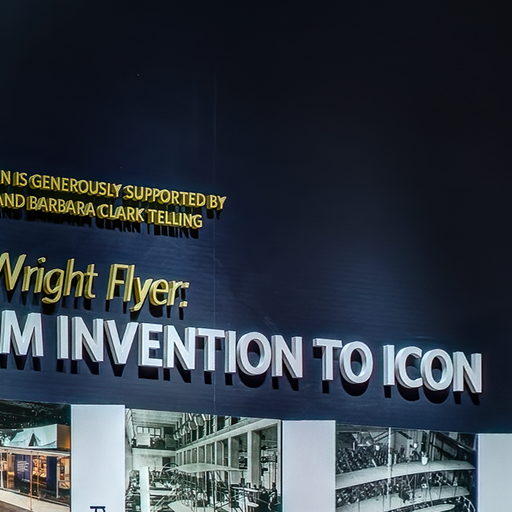 N IS GENEROUSLY SUPPORTED BY
AND BARBARA CLARK TELLING
Wright Flyer:
M INVENTION TO ICON
F